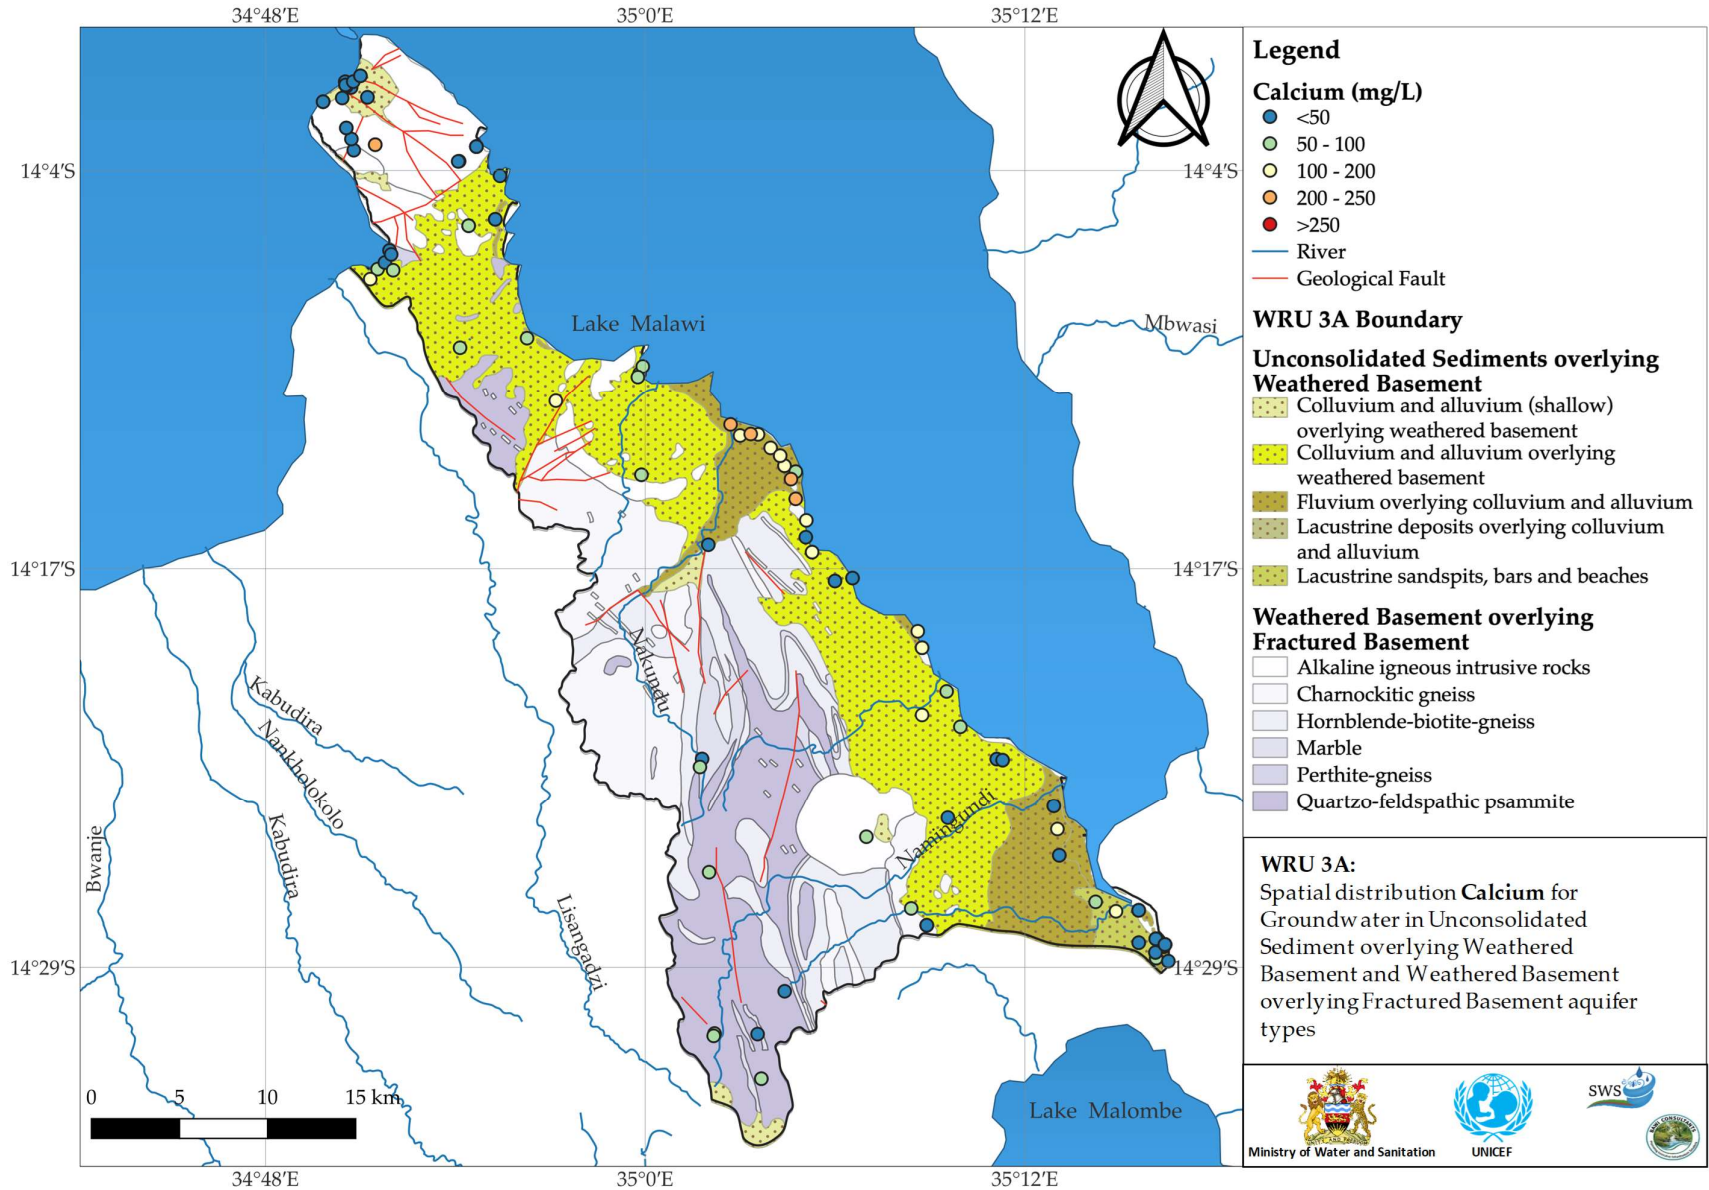 34°48'E
35°0'E
35°12'E
14°4'S
14°4'S
Lake Malawi
Mbwasi
14°17'S
14°17'S
Nakundu
Kabudira
Nankholokolo
Kabudira
Bwanje
Namingundi
Lisangadzi
14°29'S
14°29'S
0
5
10
15 km
Lake Malombe
34°48'E
35°0'E
35°12'E
Legend
Calcium (mg/L)
<50
50 - 100
100 - 200
200 - 250
>250
River
Geological Fault
WRU 3A Boundary
Unconsolidated Sediments overlying
Weathered Basement
Colluvium and alluvium (shallow)
overlying weathered basement
Colluvium and alluvium overlying
weathered basement
Fluvium overlying colluvium and alluvium
Lacustrine deposits overlying colluvium
and alluvium
Lacustrine sandspits, bars and beaches
Weathered Basement overlying
Fractured Basement
Alkaline igneous intrusive rocks
Charnockitic gneiss
Hornblende-biotite-gneiss
Marble
Perthite-gneiss
Quartzo-feldspathic psammite
WRU 3A:
Spatial distribution Calcium for
Groundwater in Unconsolidated
Sediment overlying Weathered
Basement and Weathered Basement
overlying Fractured Basement aquifer
types
Ministry of Water and Sanitation
UNICEF
SWS